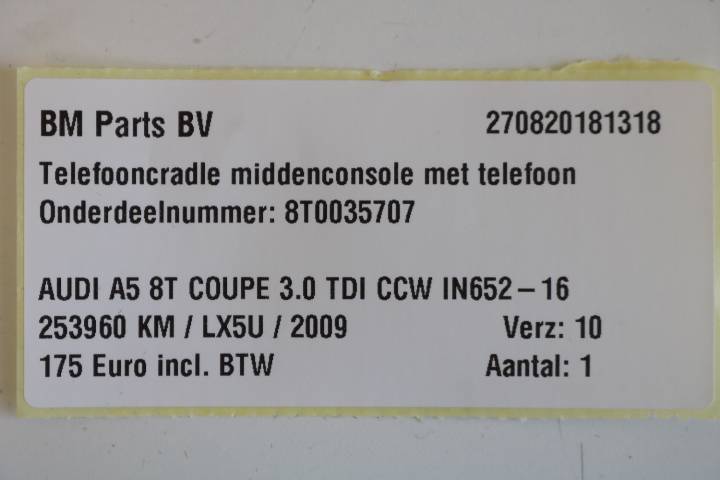 BM Parts BV 270820181318
Telefooncradle middenconsole met telefoon
Onderdeelnummer: 8T0035707
AUDI A5 8T COUPE 3.0 TDI CCW IN652-16
253960 KM / LX5U / 2009 Verz: 10
175 Euro incl. BTW Aantal: 1